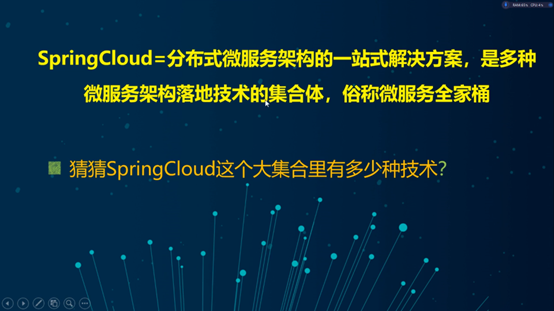 SpringCloud=分布式微服务架构的一站式解决方案，是多种
微服务架构落地技术的集合体，俗称微服务全家桶
猜猜SpringCloud这个大集合里有多少种技术？